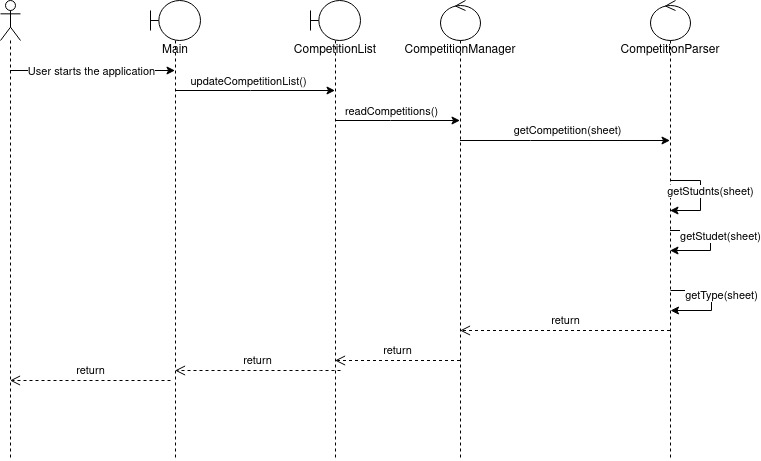 Main
CompetitionList
CompetitionManager
CompetitionParser
User starts the application
updateCompetitionList()
readCompetitions()
getCompetition(sheet)
getStudnts(sheet)
getStudet(sheet)
getType(sheet)
return
return
return
return